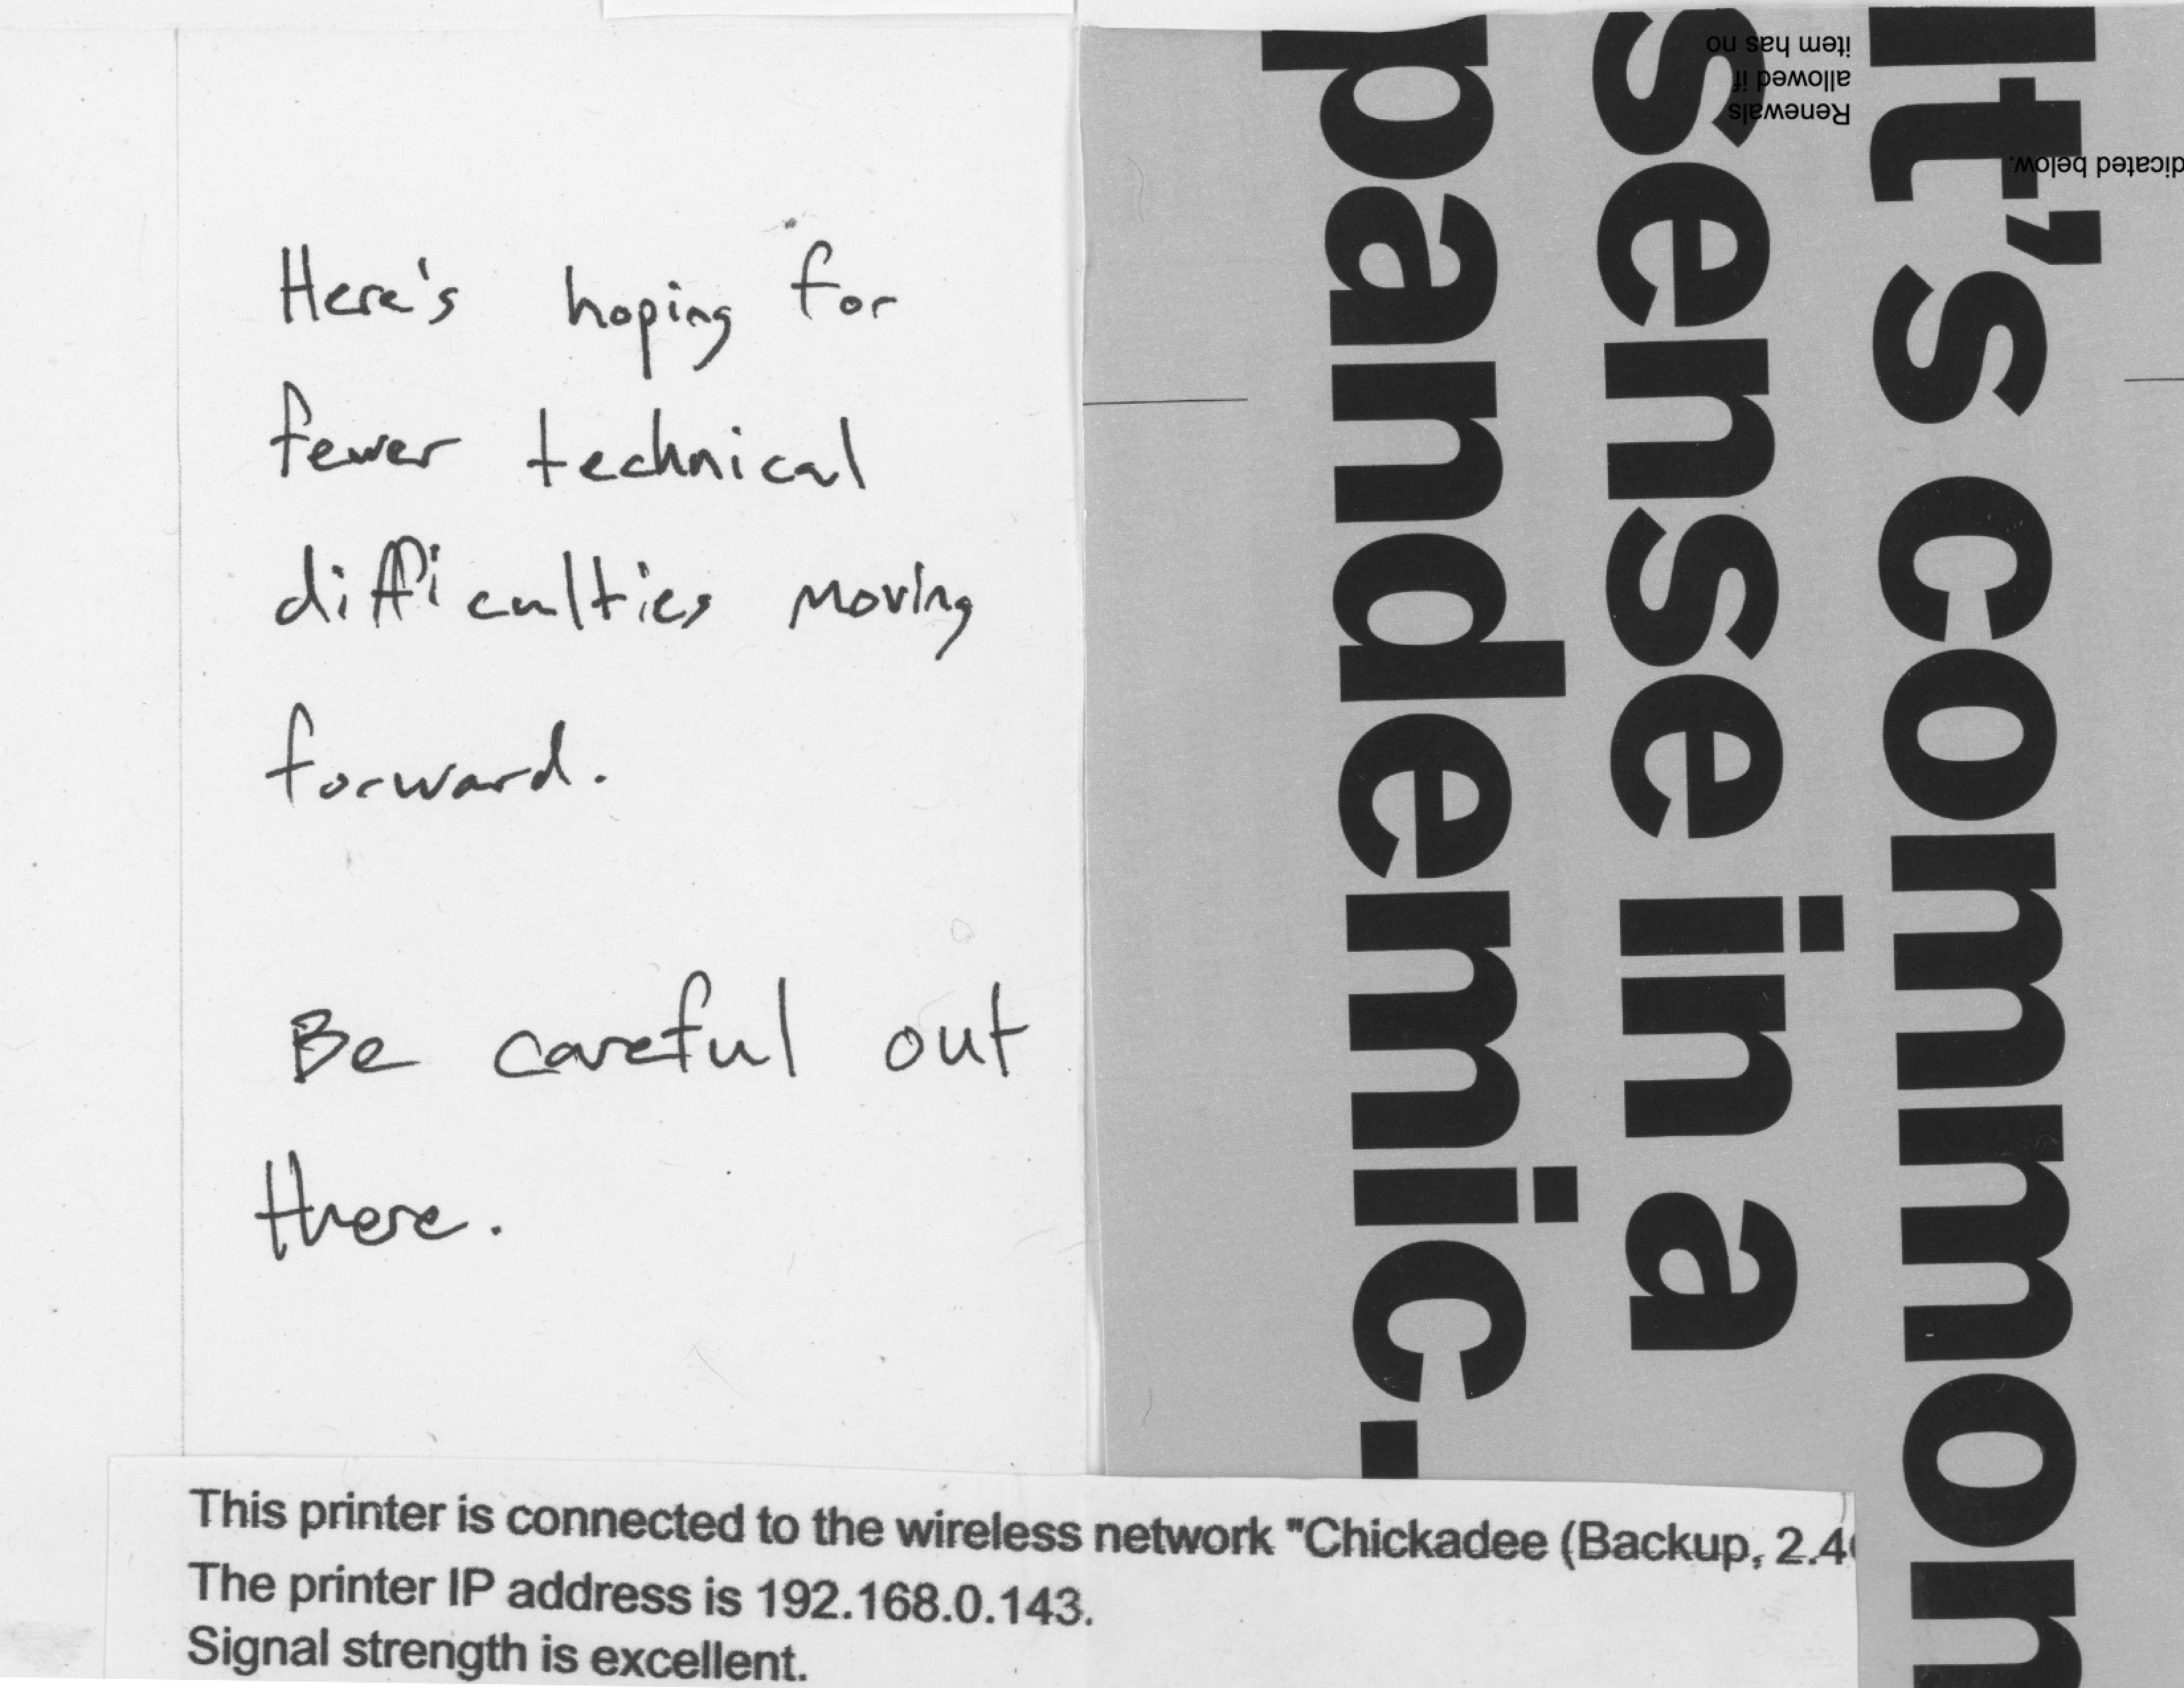 Here's hoping for
fewer technical
difficulties moving
forward.
Be careful out
there.
It's common
sense in a
pandemic.
Renewals
allowed if
item has no
dicated below.
This printer is connected to the wireless network "Chickadee (Backup, 2.4
The printer IP address is 192.168.0.143.
Signal strength is excellent.